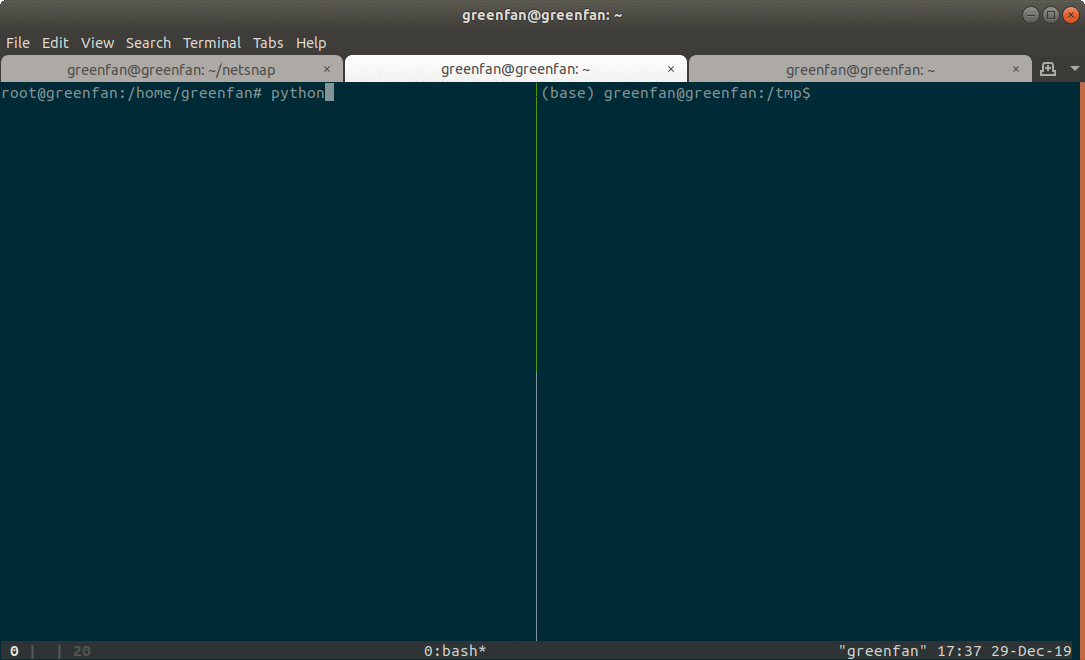 greenfan@greenfan: ~
File Edit View Search Terminal Tabs Help
greenfan@greenfan: ~/netsnap × greenfan@greenfan: ~ × greenfan@greenfan: ~ ×
root@greenfan:/home/greenfan# python
(base) greenfan@greenfan:/tmp$
0 | | 20 0:bash* "greenfan" 17:37 29-Dec-19